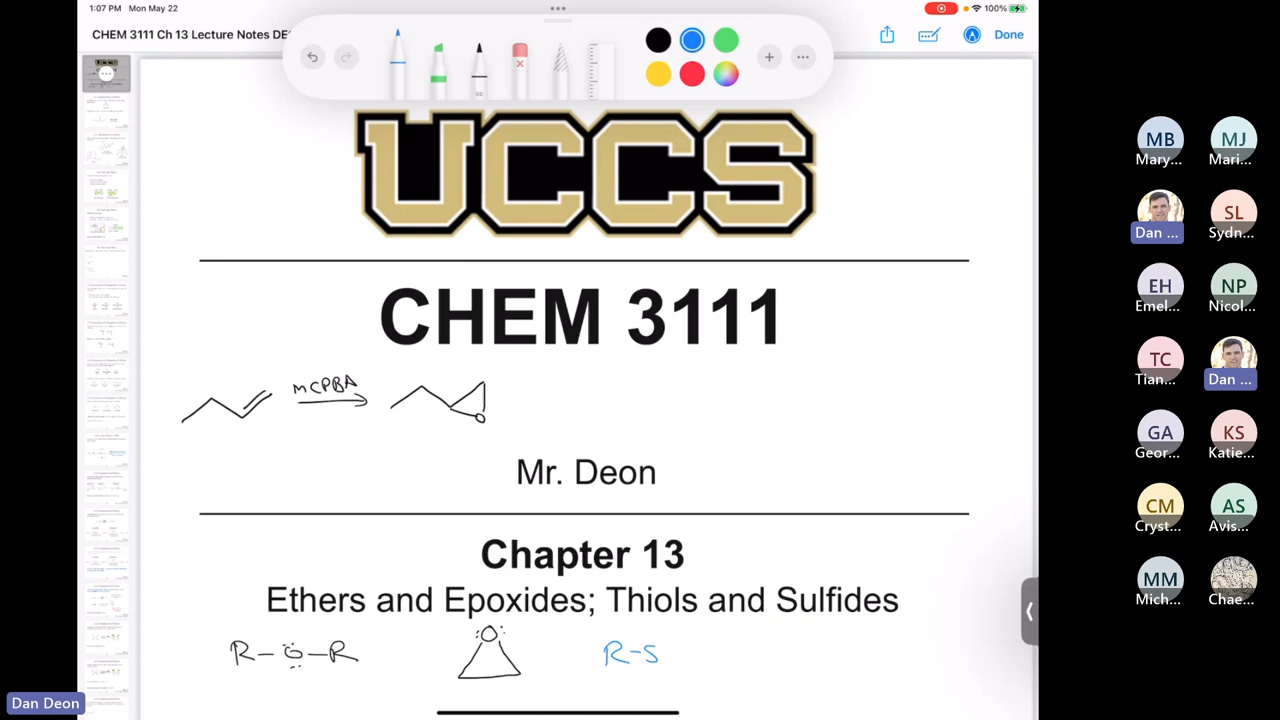 1:07 PM Mon May 22
100%
CHEM 3111 Ch 13 Lecture Notes DE
Done
UCCS
CHEM 3111
MCPBA
O
Mr. Deon
Chapter 13
Ethers and Epoxides; Thiols and Sulfides
R-O-R
O
R-S
Dan Deon
MB
MJ
Mary...
Mari...
SI
Dan ...
Sydn...
EH
NP
Emel...
Nicol...
TC
Tian...
Dan ...
GA
KS
Geor...
Katie...
CM
AS
Cryst...
Avis...
MM
Mich...
Chae...